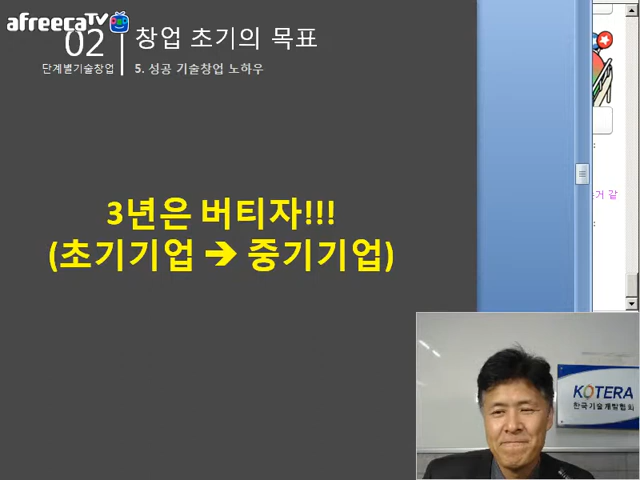 afreecaTV
02
창업 초기의 목표
단계별기술창업
5. 성공 기술창업 노하우
3년은 버티자!!!
(초기기업 ➔ 중기기업)
거 같
KOTERA
한국기술개발협회